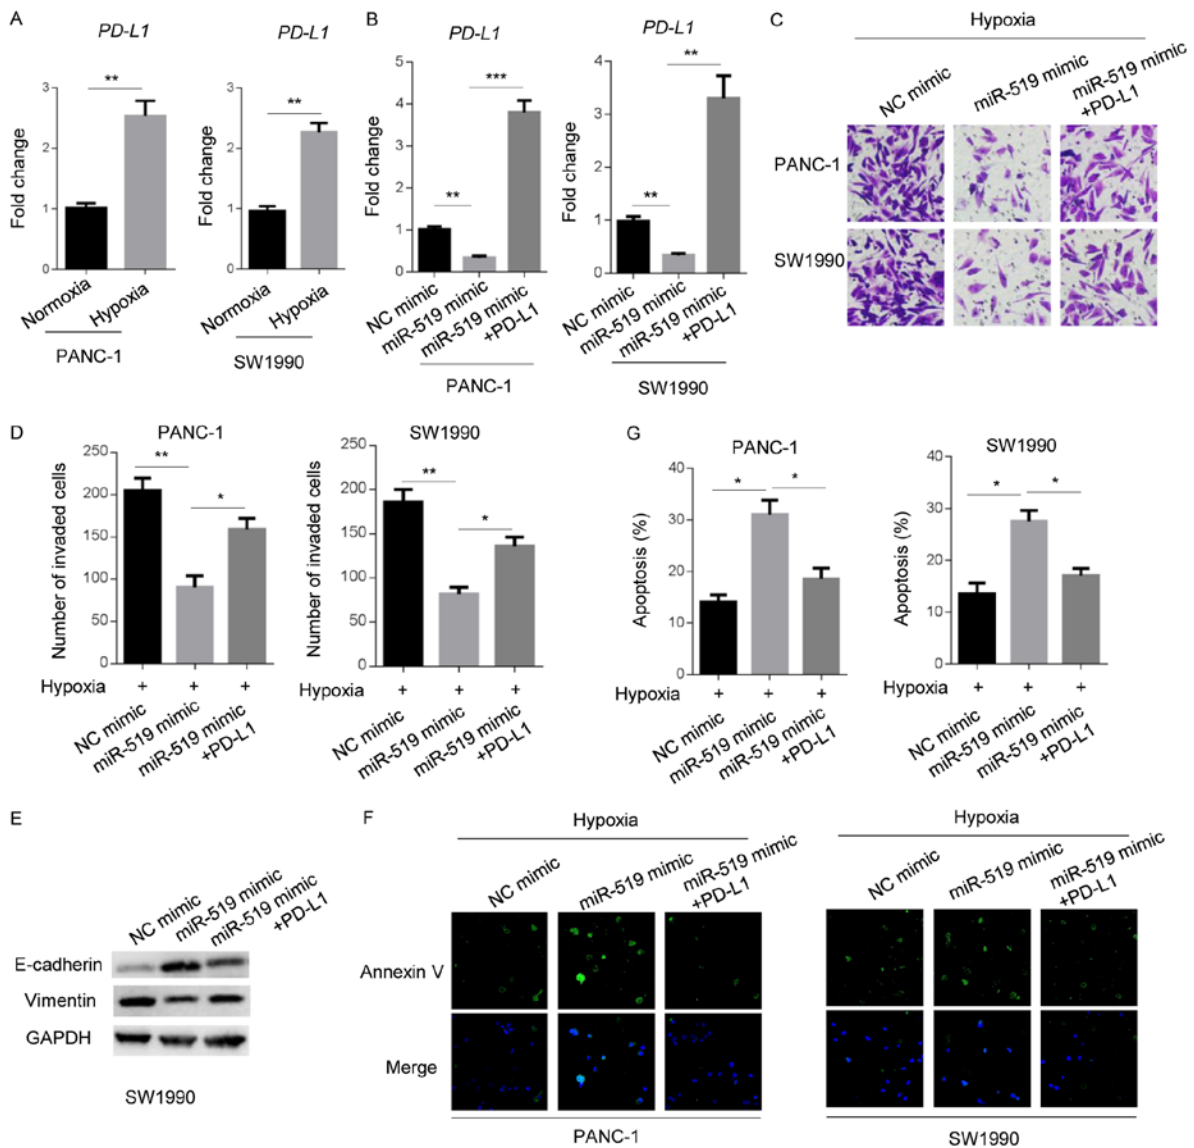 A
PD-L1
**
Fold change
3
2
1
0
Normoxia
Hypoxia
PANC-1
PD-L1
**
Fold change
3
2
1
0
Normoxia
Hypoxia
SW1990
B
PD-L1
***
**
Fold change
5
4
3
2
1
0
NC mimic
miR-519 mimic
miR-519 mimic
+PD-L1
PANC-1
PD-L1
**
**
Fold change
4
2
1
0
NC mimic
miR-519 mimic
miR-519 mimic
+PD-L1
SW1990
C
Hypoxia
NC mimic
miR-519 mimic
miR-519 mimic
+PD-L1
PANC-1
SW1990
D
PANC-1
**
*
Number of invaded cells
250
200
150
100
50
0
Hypoxia + + +
NC mimic
miR-519 mimic
miR-519 mimic
+PD-L1
SW1990
**
*
Number of invaded cells
250
200
150
100
50
0
Hypoxia + + +
NC mimic
miR-519 mimic
miR-519 mimic
+PD-L1
G
PANC-1
* *
Apoptosis (%)
40
30
20
10
0
Hypoxia + + +
NC mimic
miR-519 mimic
miR-519 mimic
+PD-L1
SW1990
* *
Apoptosis (%)
40
30
20
10
0
Hypoxia + + +
NC mimic
miR-519 mimic
miR-519 mimic
+PD-L1
E
NC mimic
miR-519 mimic
miR-519 mimic
+PD-L1
E-cadherin
Vimentin
GAPDH
SW1990
F
Hypoxia
NC mimic
miR-519 mimic
miR-519 mimic
+PD-L1
Annexin V
Merge
PANC-1
Hypoxia
NC mimic
miR-519 mimic
miR-519 mimic
+PD-L1
SW1990